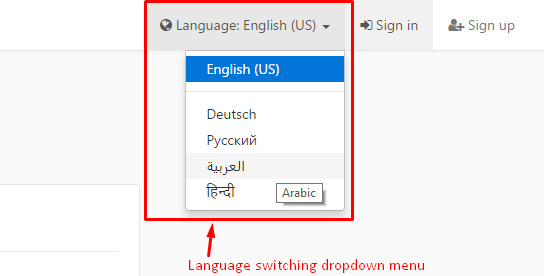 Language: English (US) Sign in Sign up
English (US)
Deutsch
Русский
العربية
हिन्दी Arabic
Language switching dropdown menu